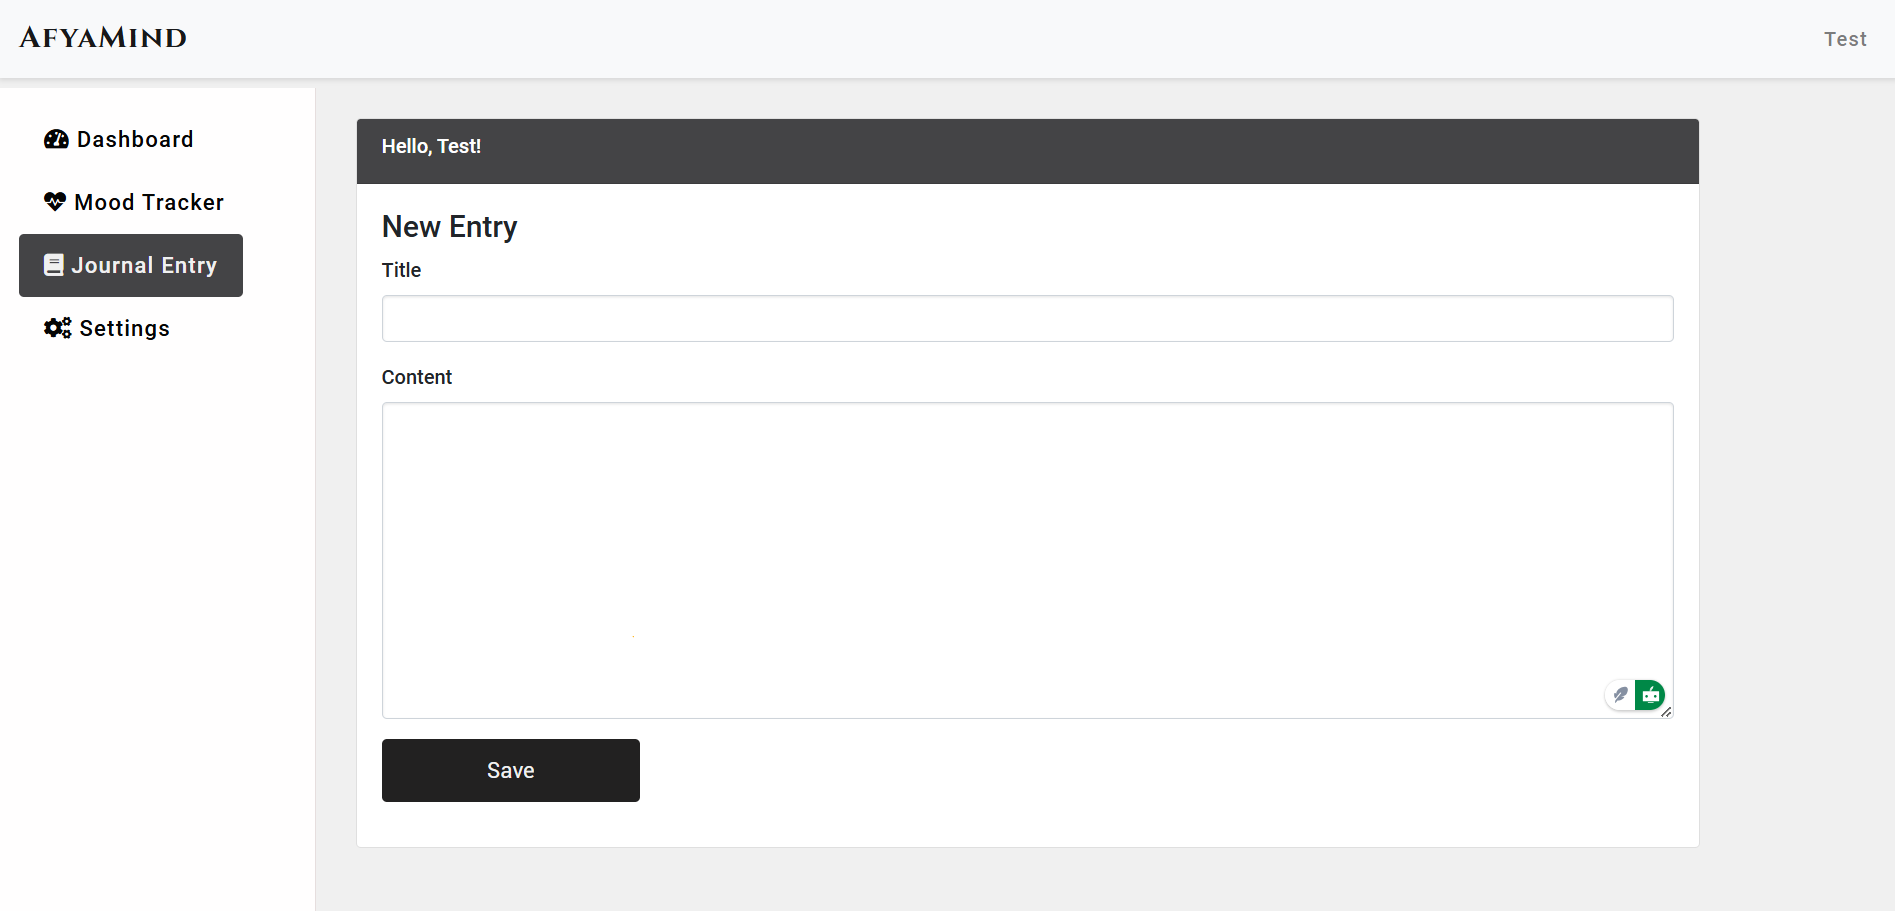 AfyaMind
Test
Dashboard
Mood Tracker
Journal Entry
Settings
Hello, Test!
New Entry
Title
Content
Save